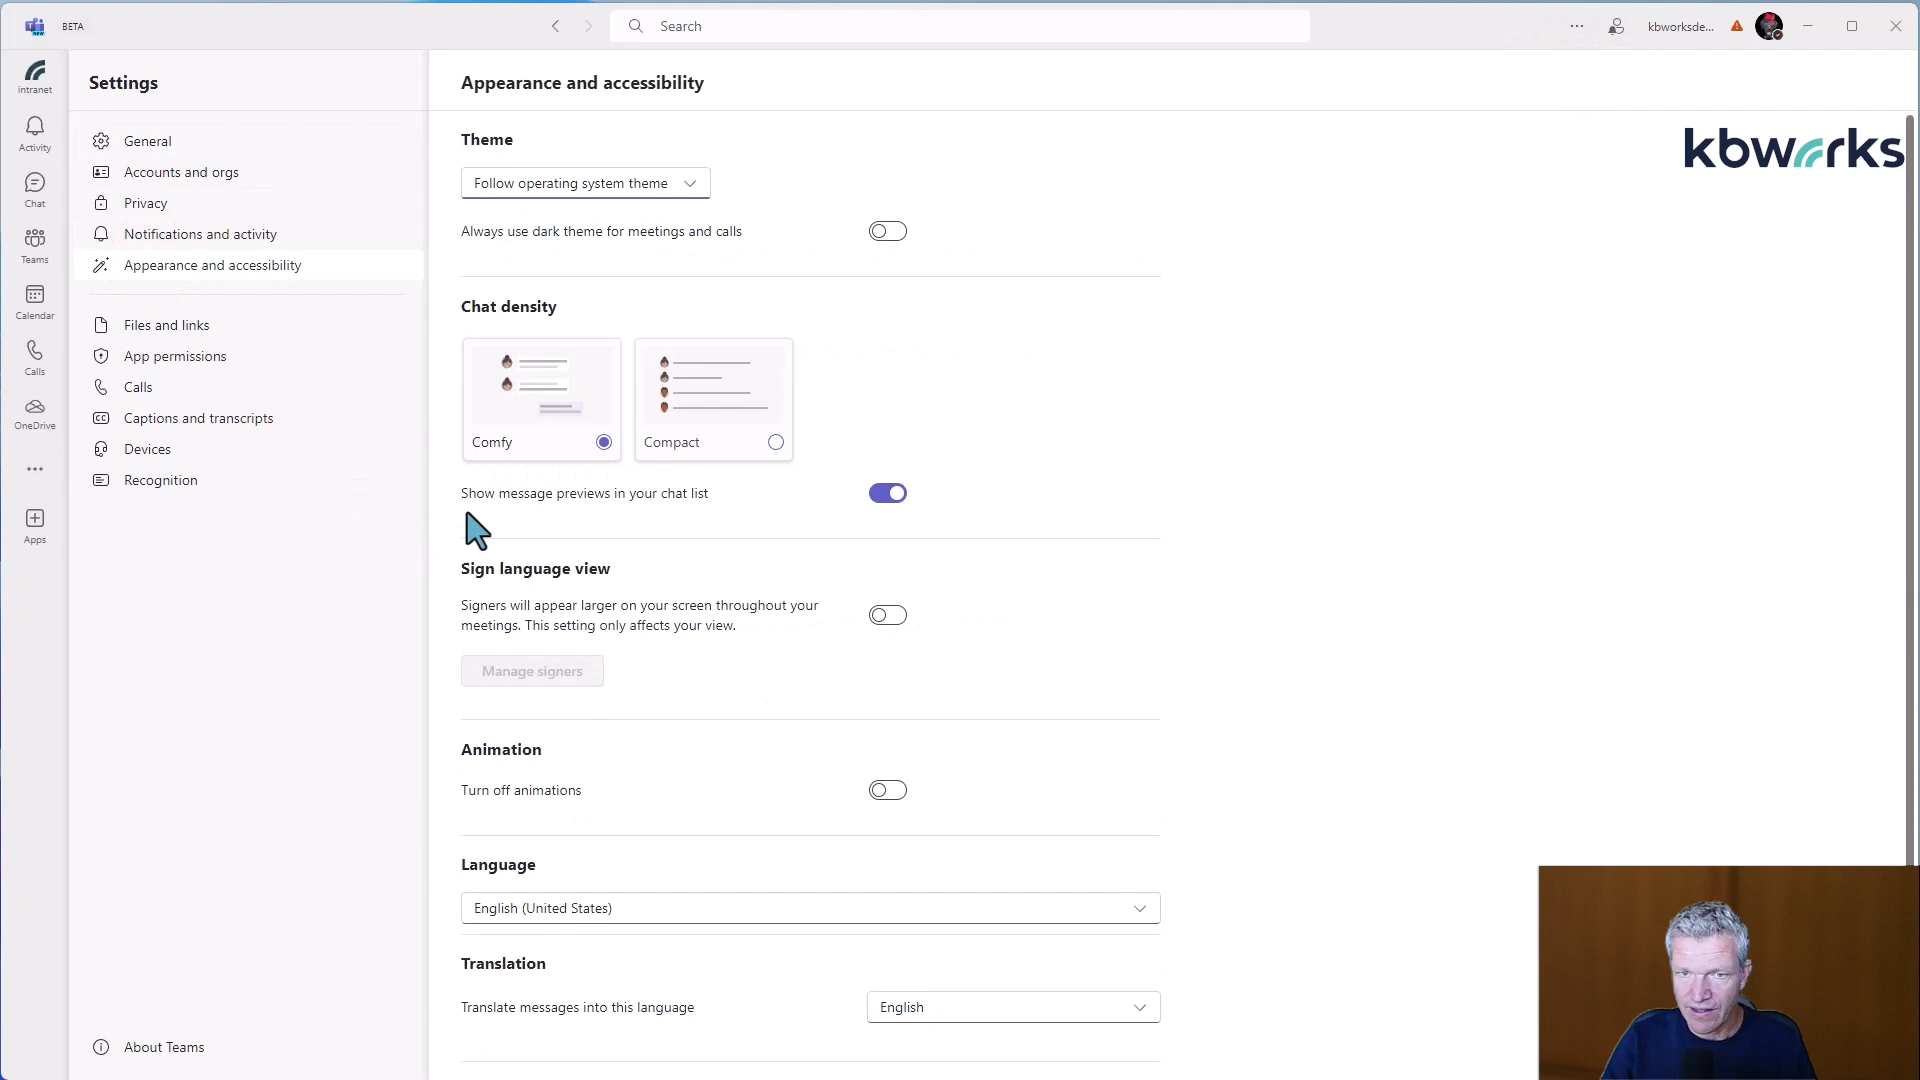 BETA
Search
kbworksde...
intranet
Activity
Chat
Teams
Calendar
Calls
OneDrive
Apps
Settings
General
Accounts and orgs
Privacy
Notifications and activity
Appearance and accessibility
Files and links
App permissions
Calls
Captions and transcripts
Devices
Recognition
About Teams
Appearance and accessibility
kbworks
Theme
Follow operating system theme
Always use dark theme for meetings and calls
Chat density
Comfy
Compact
Show message previews in your chat list
Sign language view
Signers will appear larger on your screen throughout your
meetings. This setting only affects your view.
Manage signers
Animation
Turn off animations
Language
English (United States)
Translation
Translate messages into this language
English